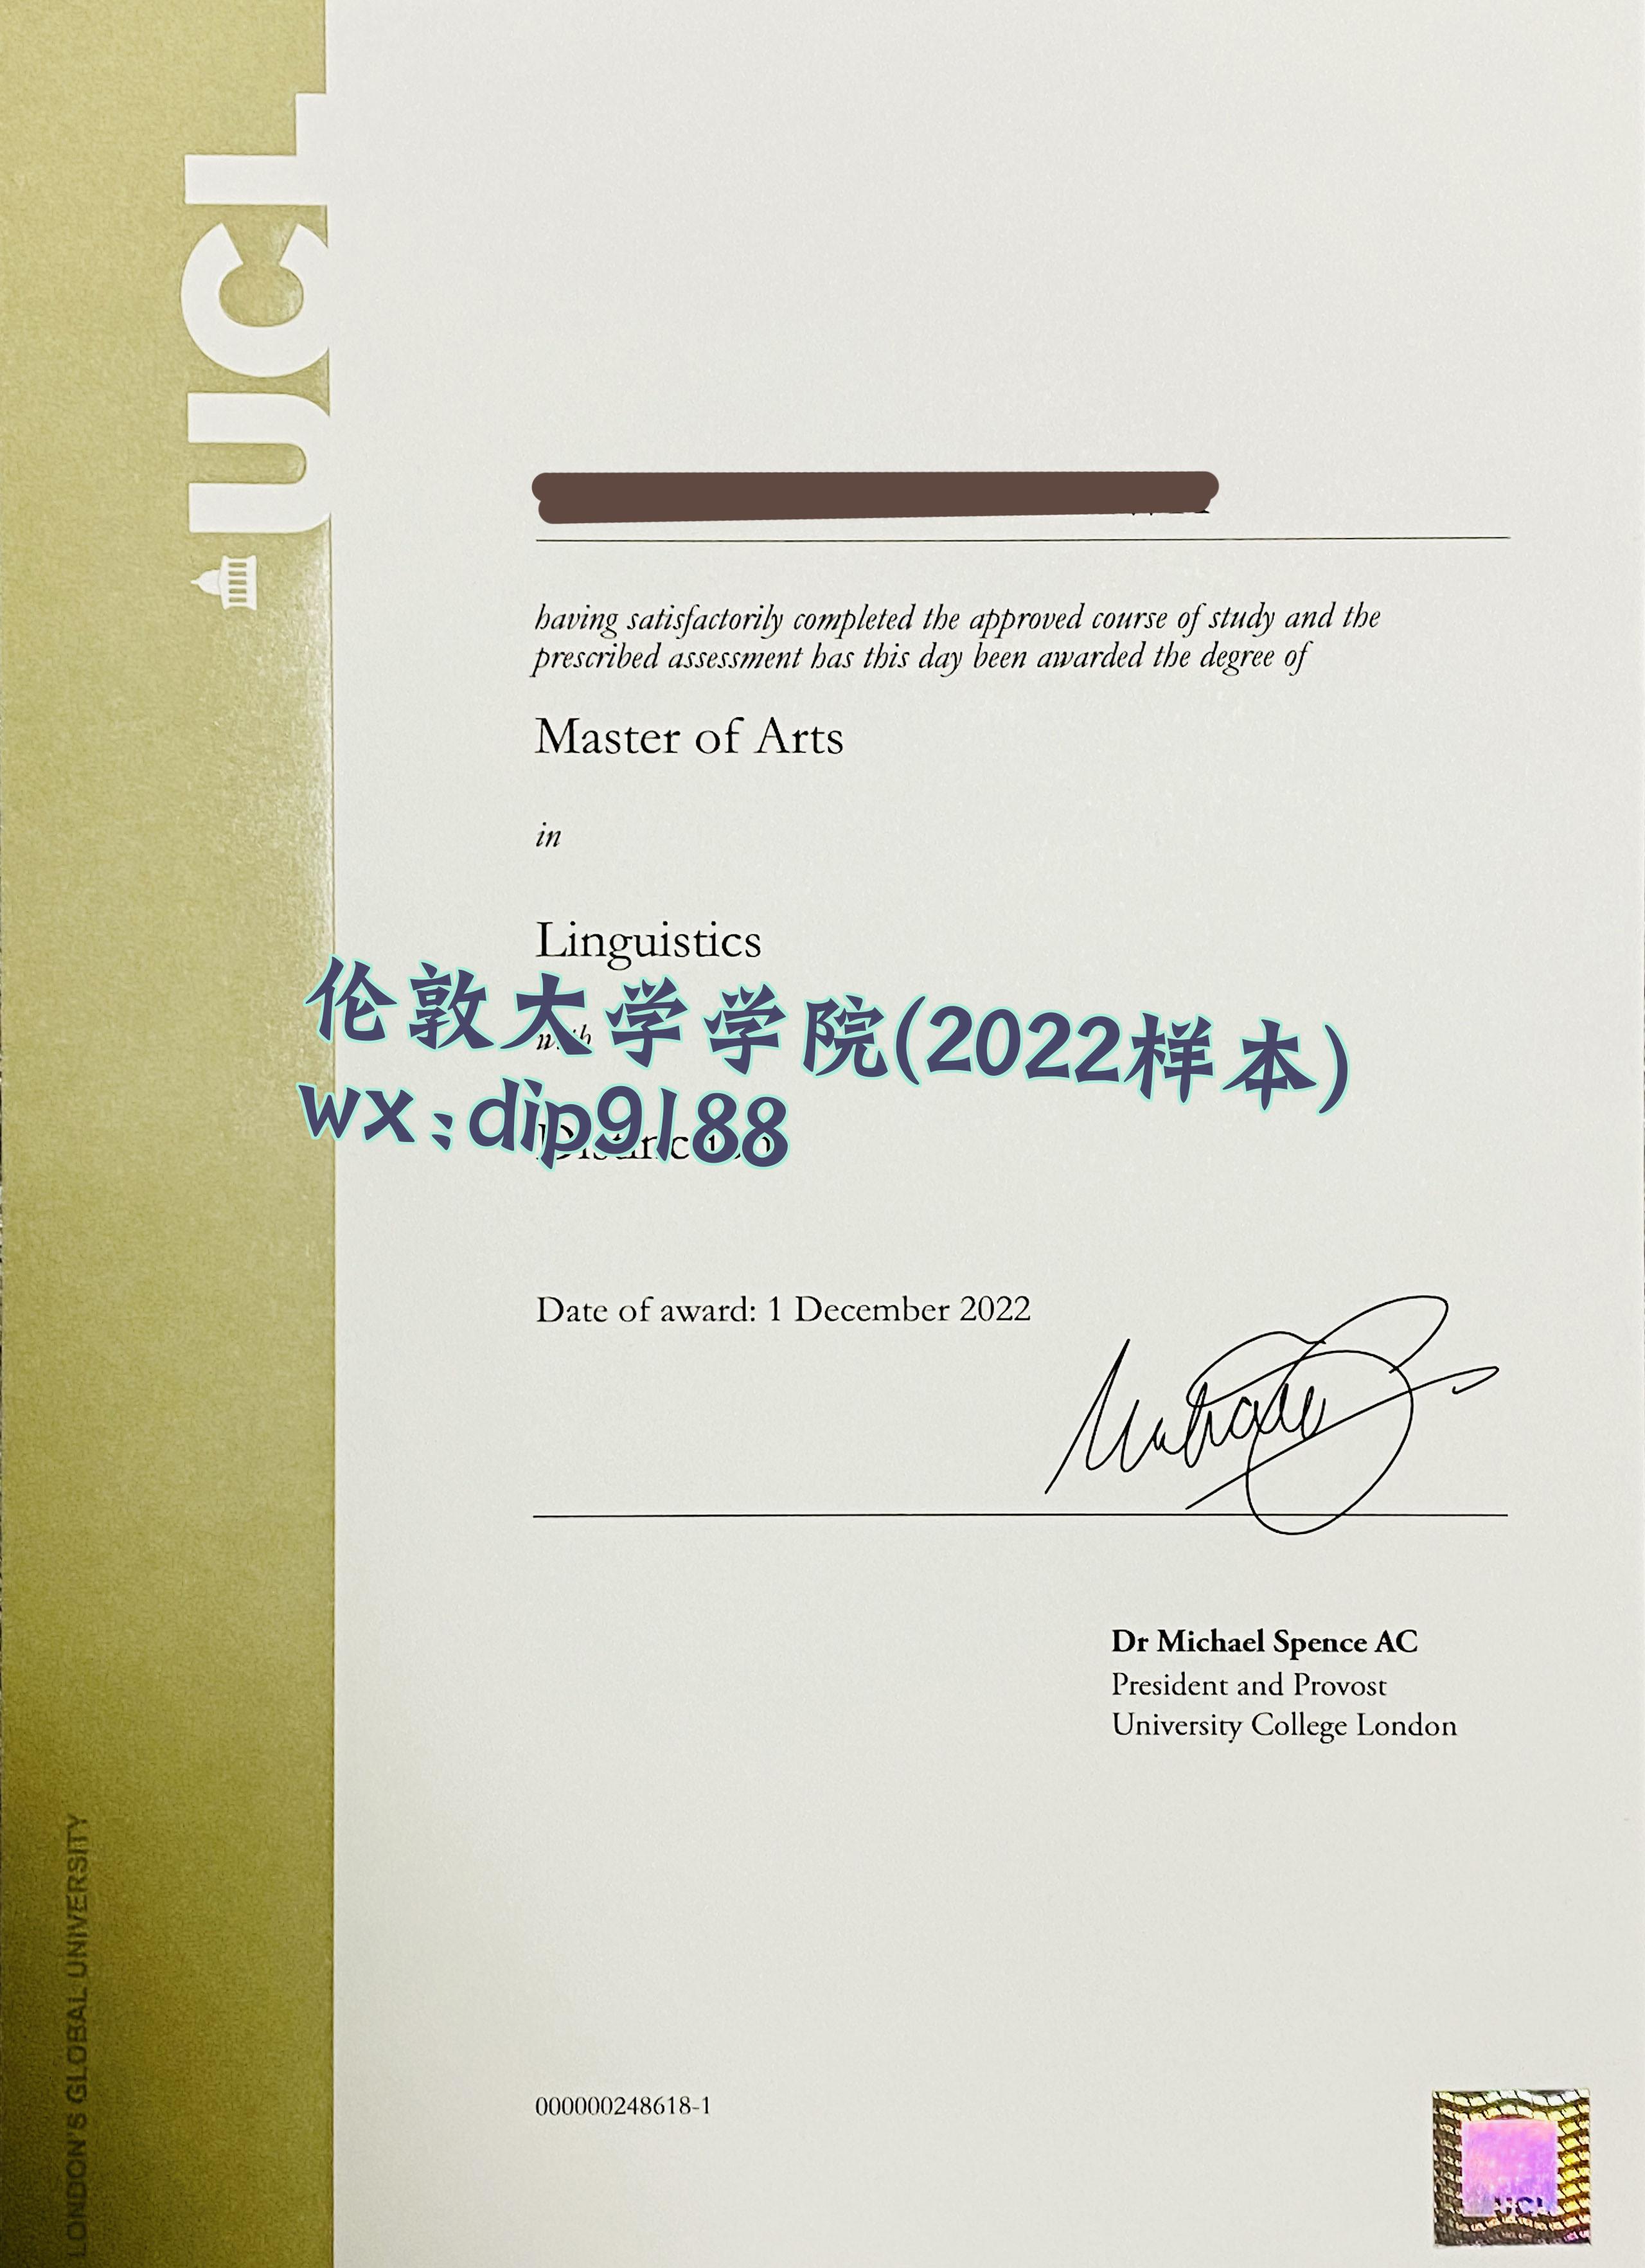 UCL
LONDON'S GLOBAL UNIVERSITY
having satisfactorily completed the approved course of study and the
prescribed assessment has this day been awarded the degree of
Master of Arts
in
Linguistics
伦敦大学学院(2022样本)
wx:dip9188
Date of award: 1 December 2022
Dr Michael Spence AC
President and Provost
University College London
000000248618-1
UCL